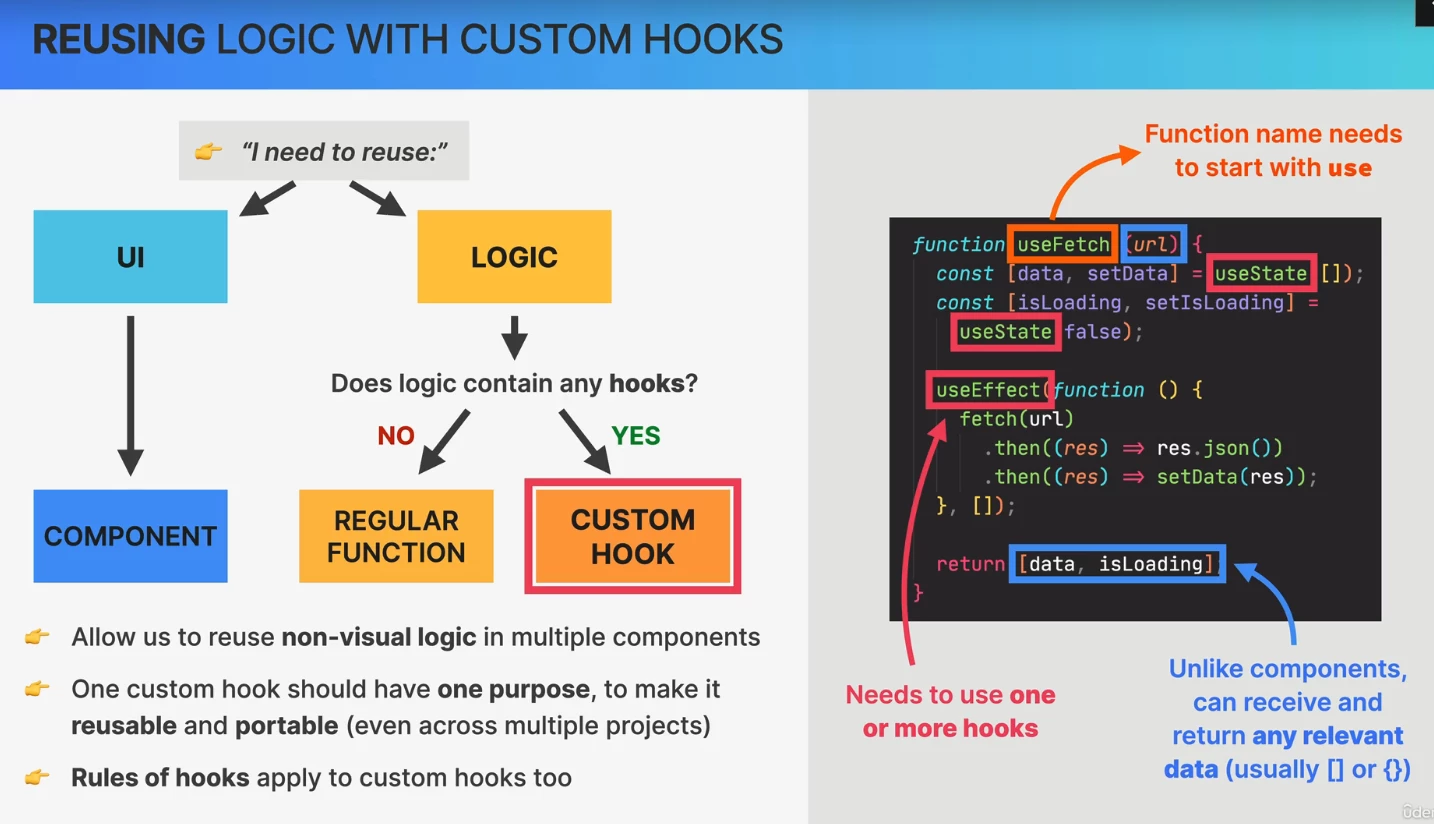 REUSING LOGIC WITH CUSTOM HOOKS
“I need to reuse:”
UI
LOGIC
Does logic contain any hooks?
NO
YES
COMPONENT
REGULAR
FUNCTION
CUSTOM
HOOK
Allow us to reuse non-visual logic in multiple components
One custom hook should have one purpose, to make it
reusable and portable (even across multiple projects)
Rules of hooks apply to custom hooks too
Function name needs
to start with use
function useFetch (url) {
const [data, setData] = useState []);
const [isLoading, setIsLoading] =
useState false);
useEffect(function () {
fetch(url)
.then((res) => res.json())
.then((res) => setData(res));
}, []);
return [data, isLoading]
}
Needs to use one
or more hooks
Unlike components,
can receive and
return any relevant
data (usually [] or {})